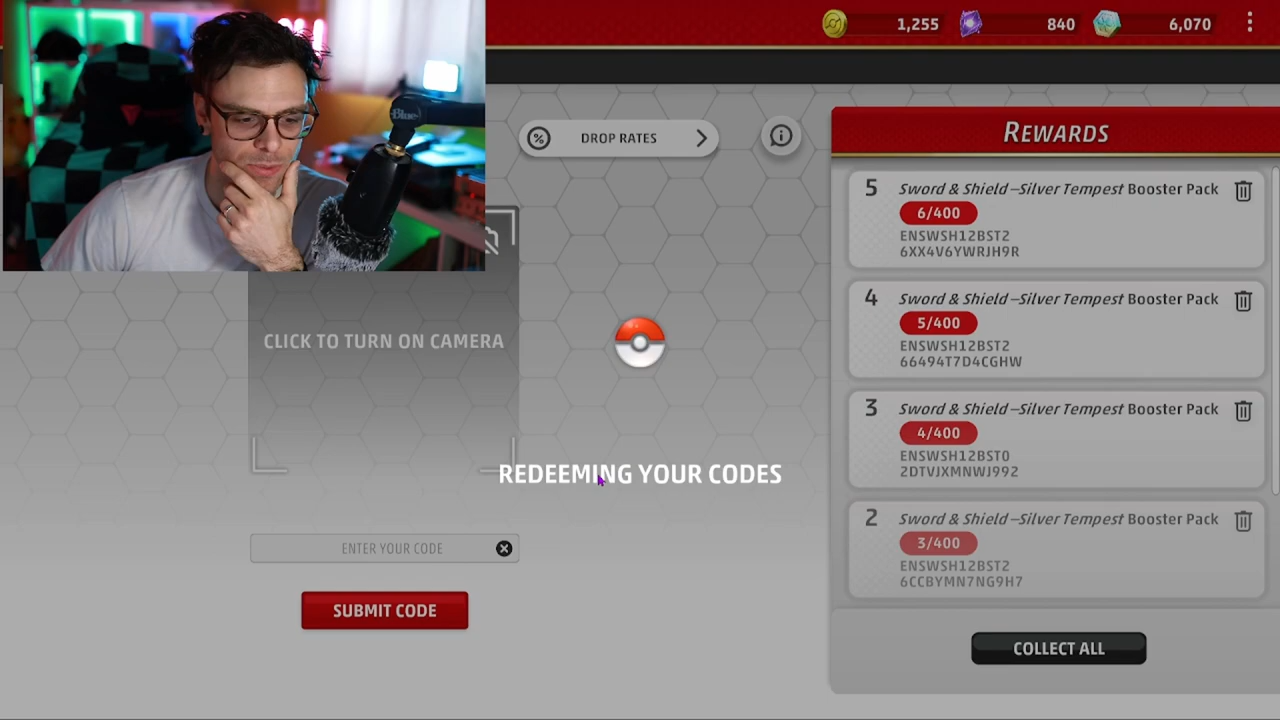 1,255
840
6,070
Blue
DROP RATES
REWARDS
5 Sword & Shield—Silver Tempest Booster Pack
6/400
ENSWSH12BST2
6XX4V6YWRJH9R
4 Sword & Shield—Silver Tempest Booster Pack
5/400
ENSWSH12BST2
66494T7D4CGHW
3 Sword & Shield—Silver Tempest Booster Pack
4/400
ENSWSH12BST0
2DTVJXMNWJ992
2 Sword & Shield—Silver Tempest Booster Pack
3/400
ENSWSH12BST2
6CCBYMN7NG9H7
CLICK TO TURN ON CAMERA
REDEEMING YOUR CODES
ENTER YOUR CODE
SUBMIT CODE
COLLECT ALL